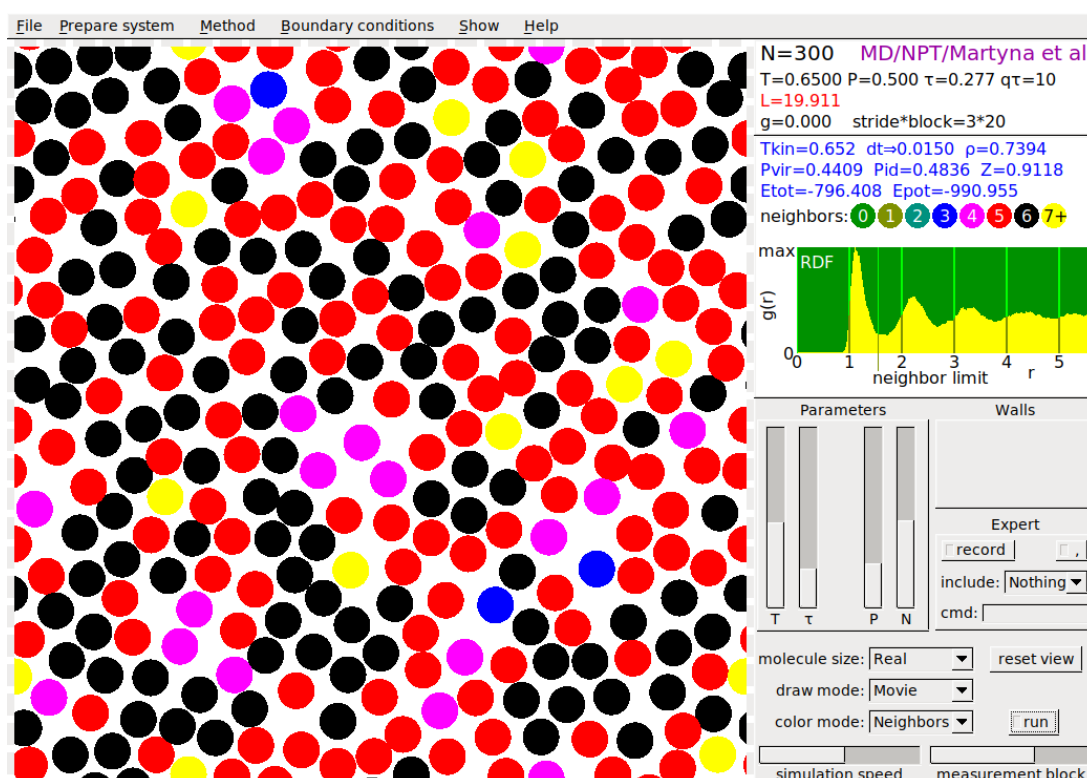 File Prepare system Method Boundary conditions Show Help
N=300 MD/NPT/Martyna et al
T=0.6500 P=0.500 τ=0.277 qτ=10
L=19.911
g=0.000 stride*block=3*20
Tkin=0.652 dt⇒0.0150 ρ=0.7394
Pvir=0.4409 Pid=0.4836 Z=0.9118
Etot=-796.408 Epot=-990.955
neighbors: 0 1 2 3 4 5 6 7+
max
RDF
g(r)
0
0 1 2 3 4 5
neighbor limit r
Parameters
T τ P N
Walls
Expert
record ,
include: Nothing
cmd:
molecule size: Real reset view
draw mode: Movie
color mode: Neighbors run
simulation speed measurement block